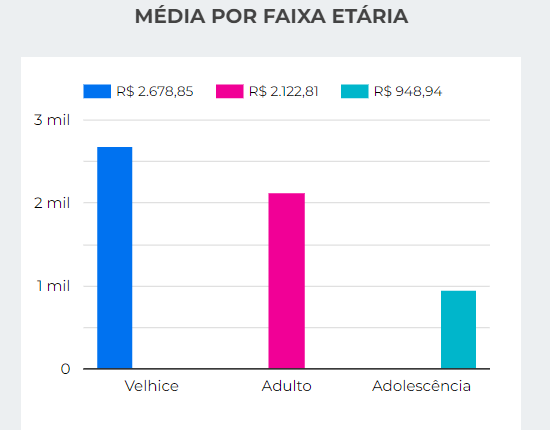 MÉDIA POR FAIXA ETÁRIA
R$ 2.678,85 R$ 2.122,81 R$ 948,94
3 mil
2 mil
1 mil
0
Velhice Adulto Adolescência